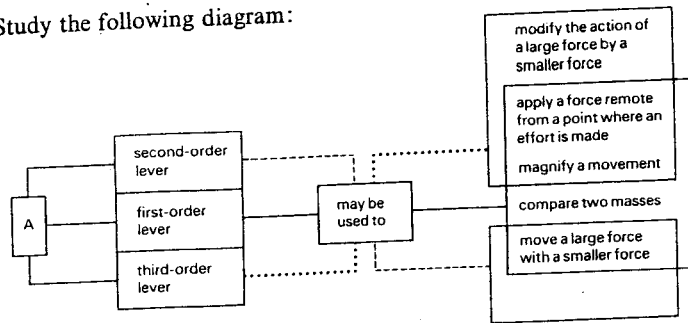 Study the following diagram:
modify the action of
a large force by a
smaller force
apply a force remote
from a point where an
effort is made
magnify a movement
compare two masses
move a large force
with a smaller force
second-order
lever
first-order
lever
third-order
lever
A
may be
used to